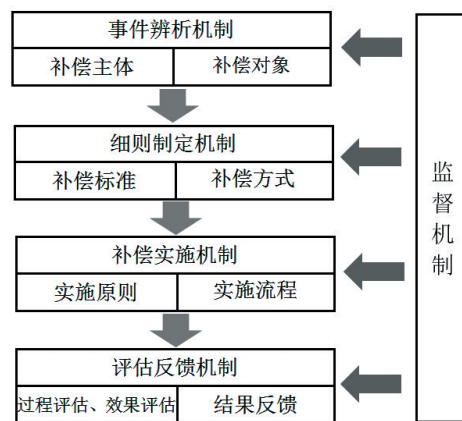 事件辨析机制
补偿主体 补偿对象
细则制定机制
补偿标准 补偿方式
补偿实施机制
实施原则 实施流程
评估反馈机制
过程评估、效果评估 结果反馈
监督机制